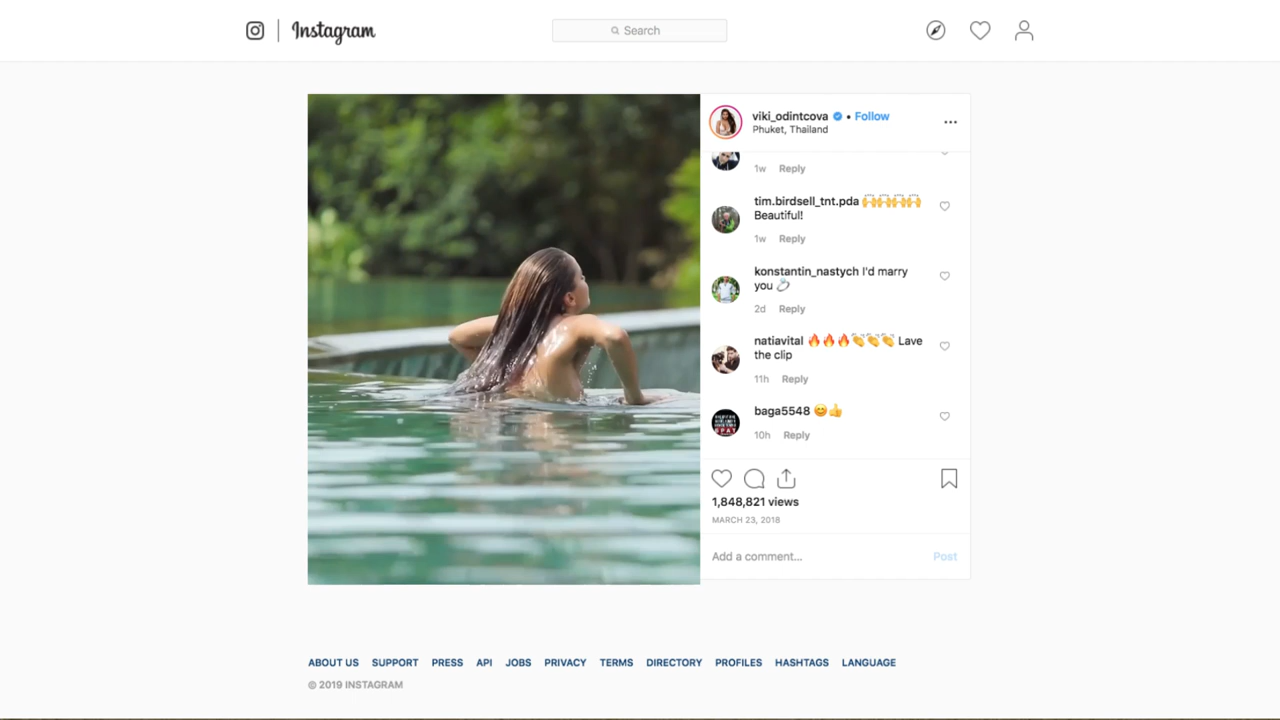 Instagram
Search
viki_odintcova • Follow
Phuket, Thailand
1w Reply
tim.birdsell_tnt.pda 🙌🙌🙌🙌
Beautiful!
1w Reply
konstantin_nastych I'd marry
you 💍
2d Reply
natiavital 🔥🔥🔥👏👏👏 Lave
the clip
11h Reply
baga5548 😊👍
10h Reply
1,848,821 views
MARCH 23, 2018
Add a comment... Post
ABOUT US SUPPORT PRESS API JOBS PRIVACY TERMS DIRECTORY PROFILES HASHTAGS LANGUAGE
© 2019 INSTAGRAM